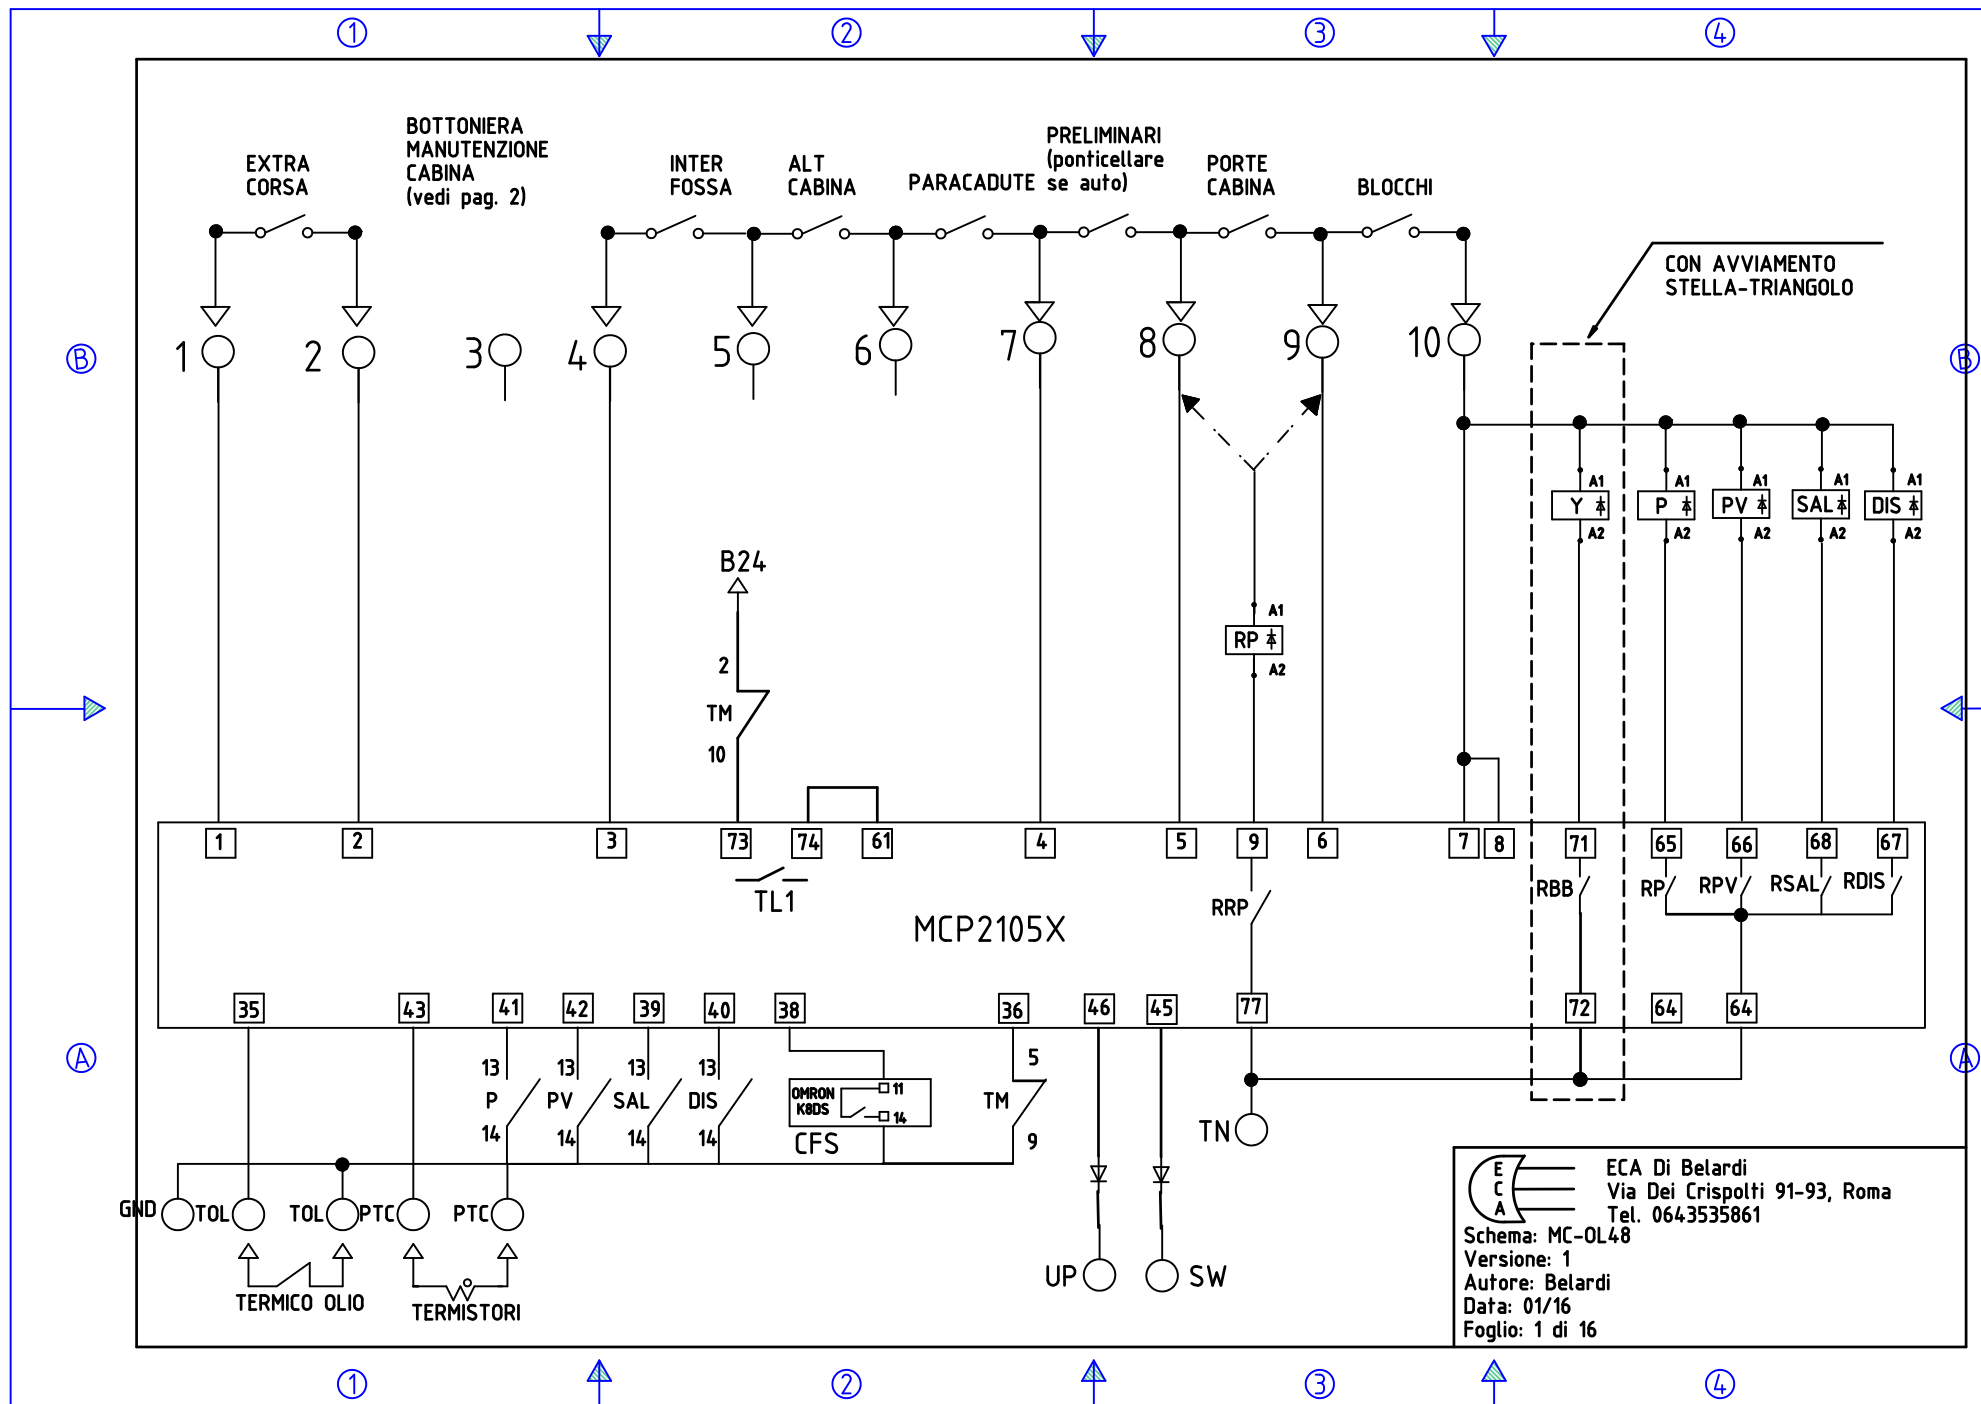 1 2 3 4
BOTTONIERA
MANUTENZIONE
CABINA
(vedi pag. 2)
EXTRA
CORSA
INTER
FOSSA
ALT
CABINA
PARACADUTE
PRELIMINARI
(ponticellare
se auto)
PORTE
CABINA
BLOCCHI
CON AVVIAMENTO
STELLA-TRIANGOLO
B
1 2 3 4 5 6 7 8 9 10
B
A1 A1 A1 A1 A1
Y P PV SAL DIS
A2 A2 A2 A2 A2
B24
2
TM
10
A1
RP
A2
1 2 3 73 74 61 4 5 9 6 7 8 71 65 66 68 67
TL1
RRP
RBB RP RPV RSAL RDIS
MCP2105X
35 43 41 42 39 40 38 36 46 45 77 72 64 64
A
A
13 13 13 13
P PV SAL DIS
14 14 14 14
OMRON
K8DS
11
14
CFS
5
TM
9
TN
GND TOL TOL PTC PTC
TERMICO OLIO
TERMISTORI
UP SW
E
C
A
ECA Di Belardi
Via Dei Crispolti 91-93, Roma
Tel. 0643535861
Schema: MC-OL48
Versione: 1
Autore: Belardi
Data: 01/16
Foglio: 1 di 16
1 2 3 4